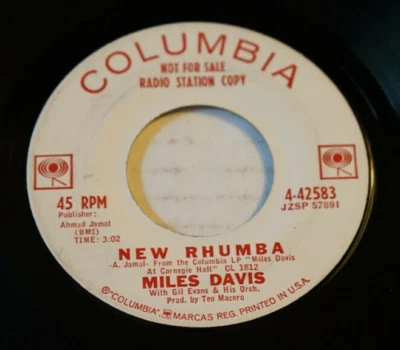 COLUMBIA
NOT FOR SALE
RADIO STATION COPY
45 RPM
Publisher:
Ahmad Jamal
(BMI)
TIME: 3:02
4-42583
JZSP 57891
NEW RHUMBA
-A. Jamal- From the Columbia LP "Miles Davis
At Carnegie Hall" CL 1812
MILES DAVIS
With Gil Evans & His Orch.
Prod. by Teo Macero
® "COLUMBIA", MARCAS REG. PRINTED IN U.S.A.